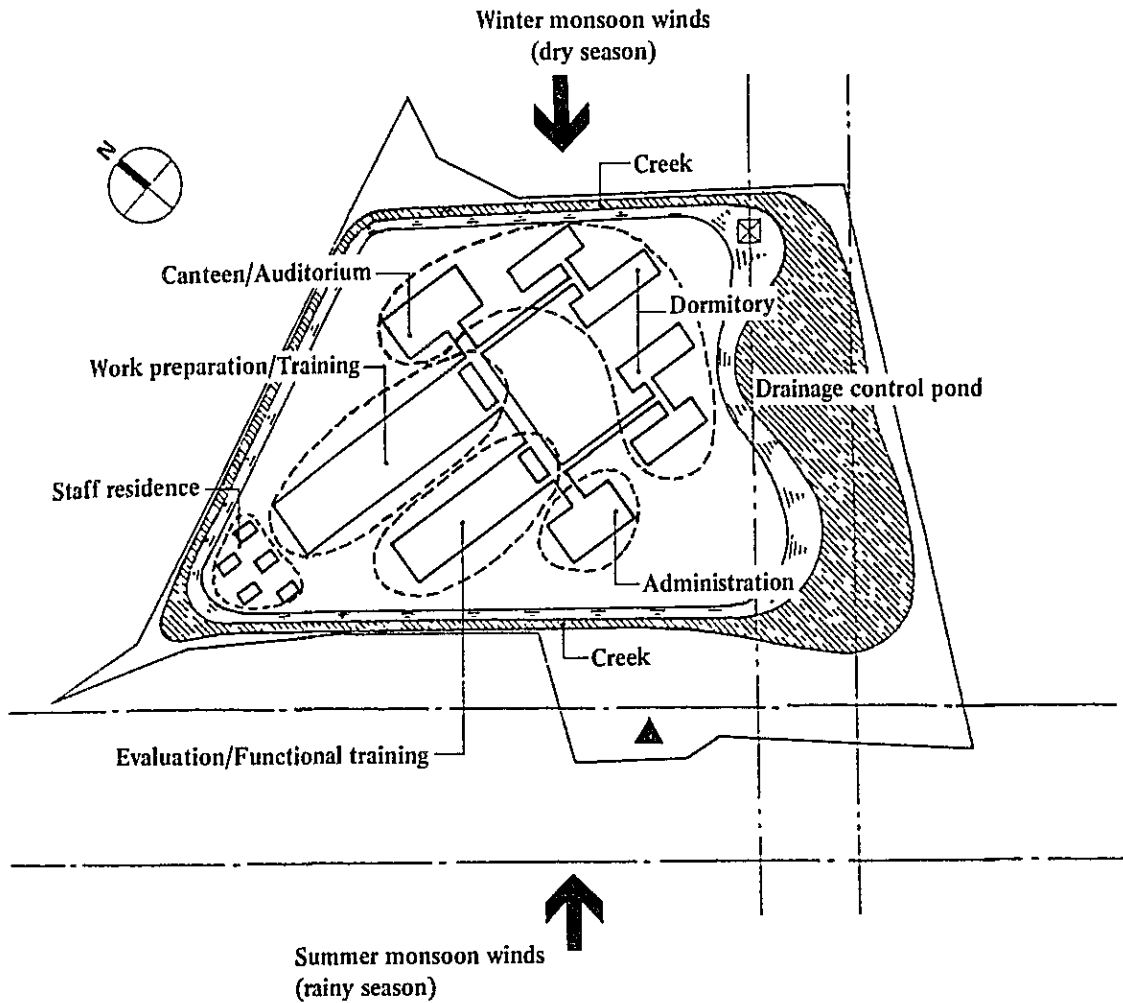 Winter monsoon winds
(dry season)
N
Creek
Canteen/Auditorium
Dormitory
Work preparation/Training
Drainage control pond
Staff residence
Administration
Creek
Evaluation/Functional training
Summer monsoon winds
(rainy season)